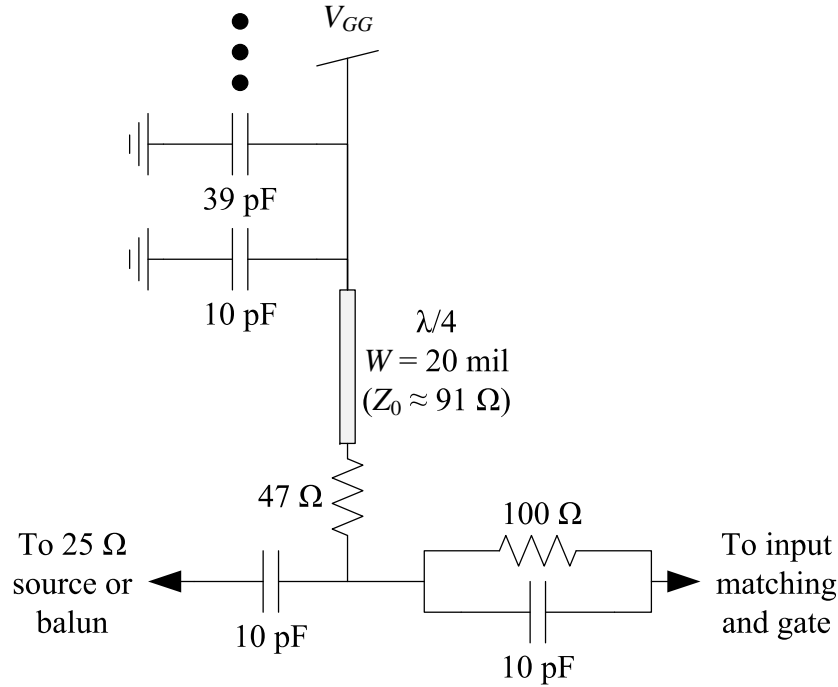 V_GG
39 pF
10 pF
λ/4
W = 20 mil
(Z₀ ≈ 91 Ω)
47 Ω
100 Ω
To 25 Ω
source or
balun
10 pF
10 pF
To input
matching
and gate